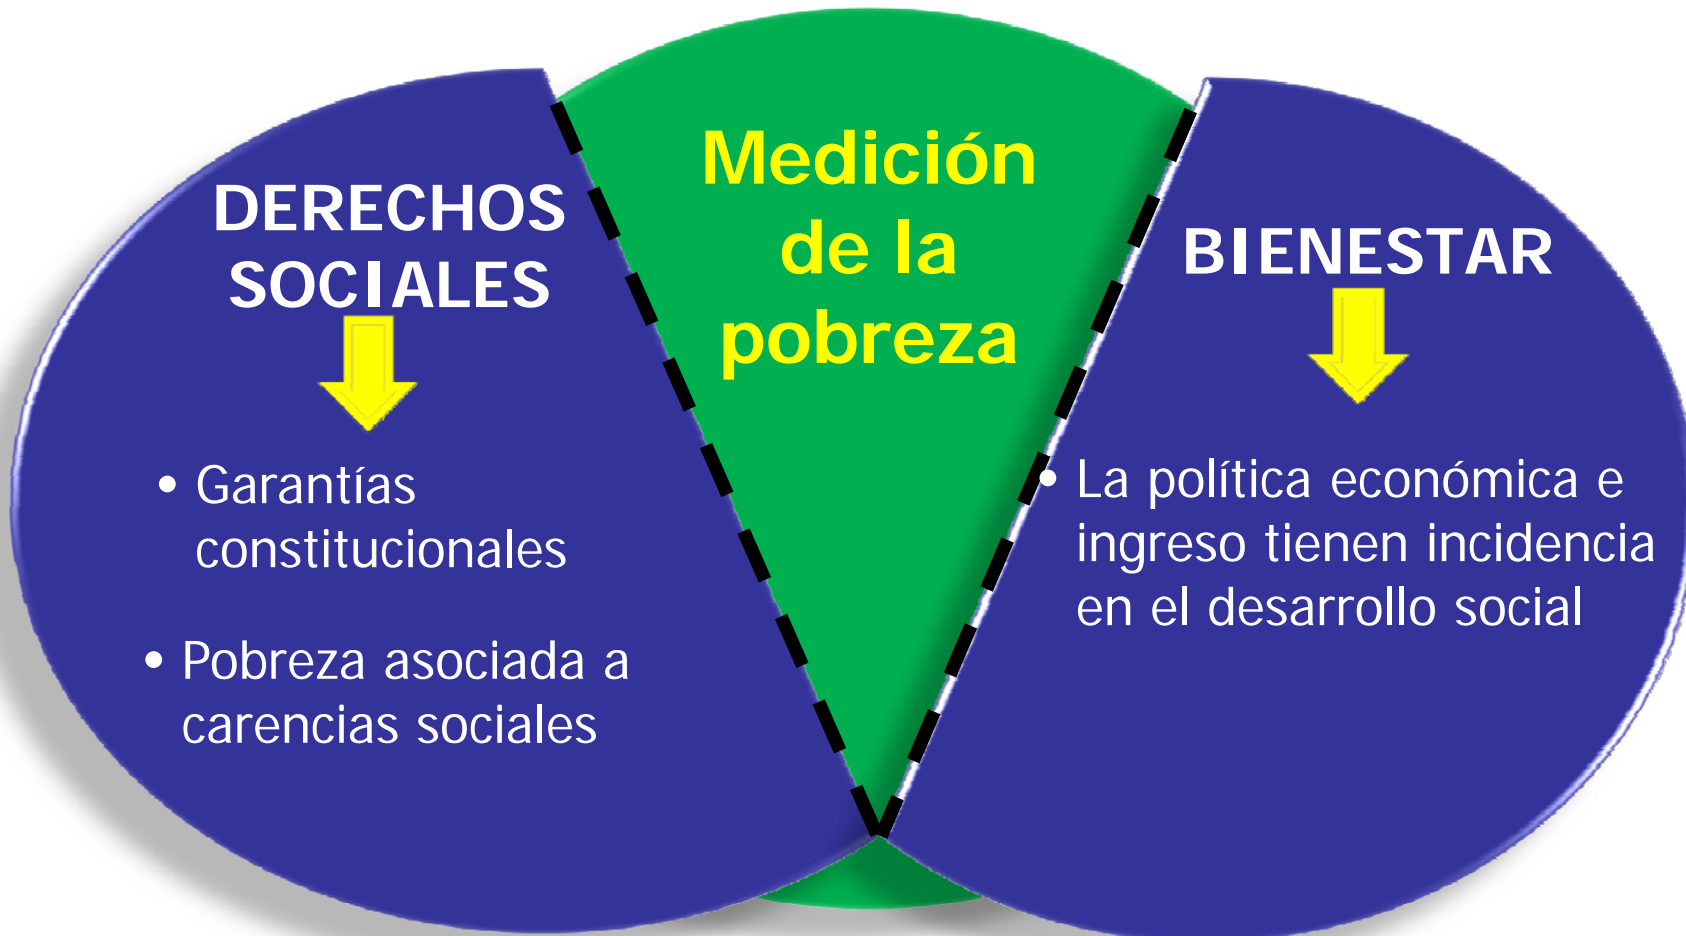 DERECHOS
SOCIALES
• Garantías
constitucionales
• Pobreza asociada a
carencias sociales
Medición
de la
pobreza
BIENESTAR
• La política económica e
ingreso tienen incidencia
en el desarrollo social